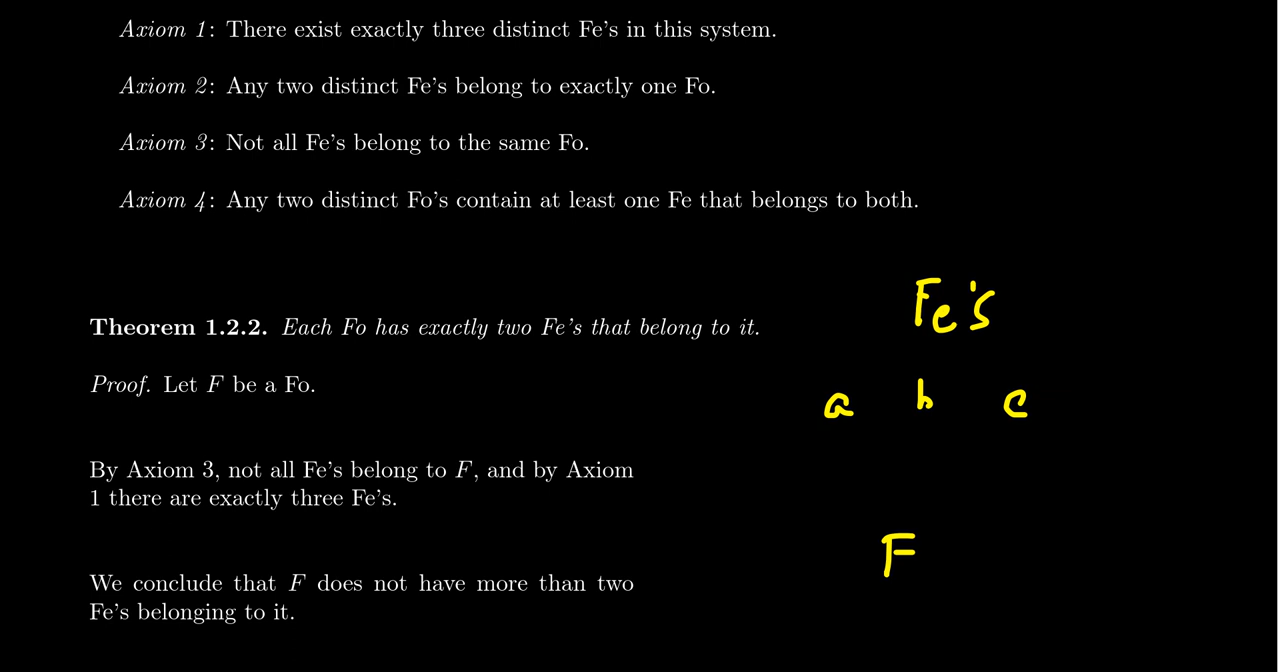 Axiom 1: There exist exactly three distinct Fe's in this system.
Axiom 2: Any two distinct Fe's belong to exactly one Fo.
Axiom 3: Not all Fe's belong to the same Fo.
Axiom 4: Any two distinct Fo's contain at least one Fe that belongs to both.
Theorem 1.2.2. Each Fo has exactly two Fe's that belong to it.
Proof. Let F be a Fo.
By Axiom 3, not all Fe's belong to F, and by Axiom
1 there are exactly three Fe's.
We conclude that F does not have more than two
Fe's belonging to it.
Fe's
a b c
F